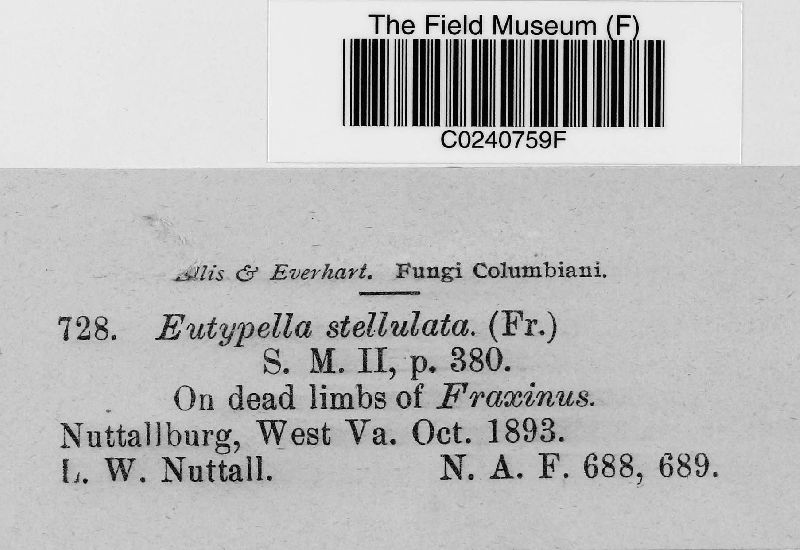 The Field Museum (F)
C0240759F
Ellis & Everhart. Fungi Columbiani.
728. Eutypella stellulata. (Fr.)
S. M. II, p. 380.
On dead limbs of Fraxinus.
Nuttallburg, West Va. Oct. 1893.
L. W. Nuttall. N. A. F. 688, 689.